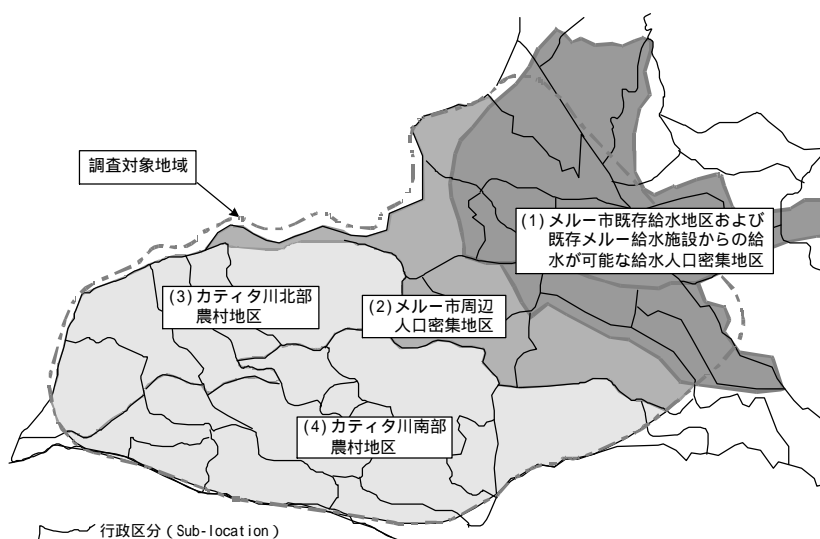 調査対象地域
(1)メルー市既存給水地区および
既存メルー給水施設からの給
水が可能な給水人口密集地区
(3)カティタ川北部
農村地区
(2)メルー市周辺
人口密集地区
(4)カティタ川南部
農村地区
行政区分(Sub-location)